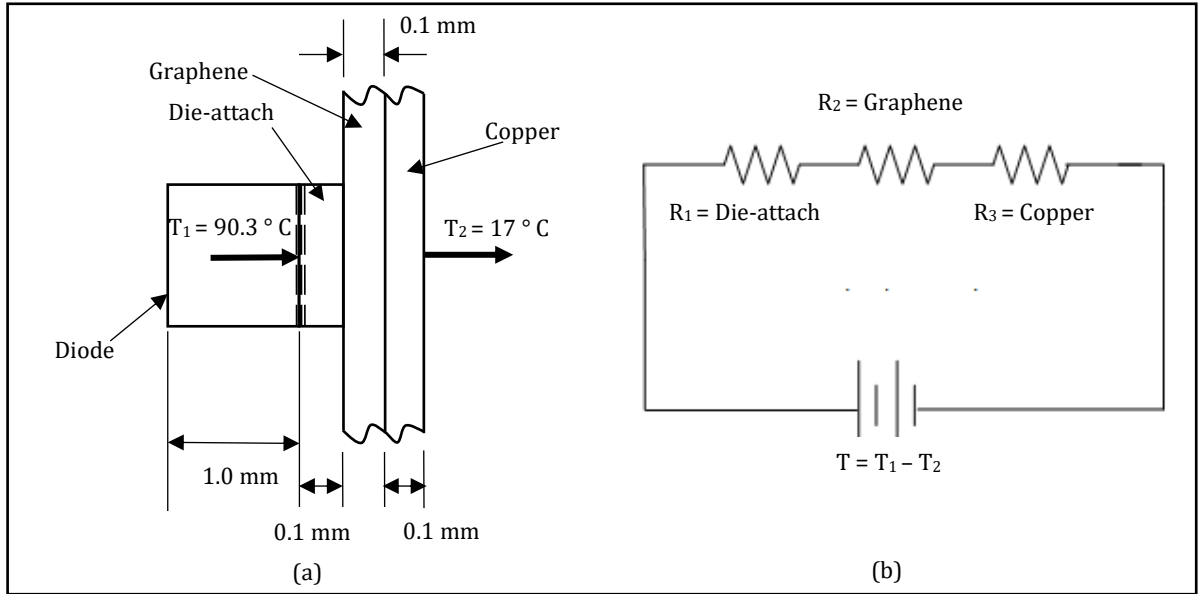 0.1 mm
Graphene
Die-attach
Copper
T₁ = 90.3 ° C
T₂ = 17 ° C
Diode
1.0 mm
0.1 mm
0.1 mm
(a)
R₂ = Graphene
R₁ = Die-attach
R₃ = Copper
T = T₁ – T₂
(b)